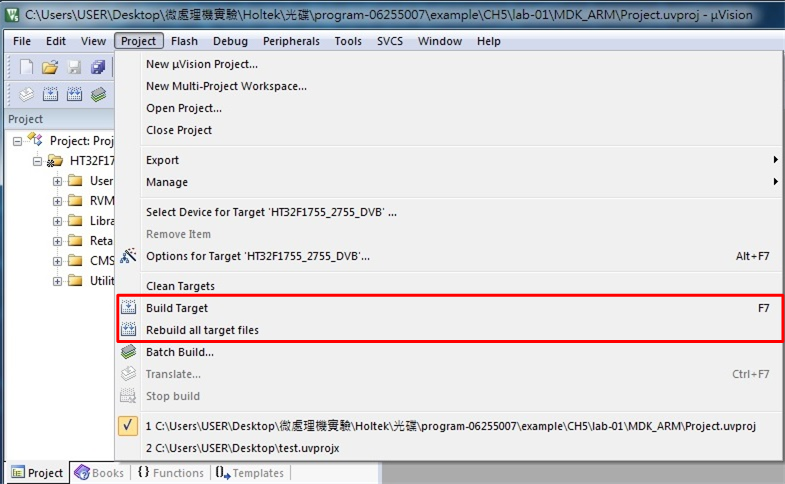 C:\Users\USER\Desktop\微處理機實驗\Holtek\光碟\program-06255007\example\CH5\lab-01\MDK_ARM\Project.uvproj - µVision
File Edit View Project Flash Debug Peripherals Tools SVCS Window Help
New µVision Project...
New Multi-Project Workspace...
Open Project...
Close Project
Export
Manage
Select Device for Target 'HT32F1755_2755_DVB' ...
Remove Item
Options for Target 'HT32F1755_2755_DVB'... Alt+F7
Clean Targets
Build Target F7
Rebuild all target files
Batch Build...
Translate... Ctrl+F7
Stop build
1 C:\Users\USER\Desktop\微處理機實驗\Holtek\光碟\program-06255007\example\CH5\lab-01\MDK_ARM\Project.uvproj
2 C:\Users\USER\Desktop\test.uvprojx
Project
Project: Proj
HT32F17
User
RVM
Libra
Reta
CMS
Utilit
Project Books {} Functions 0 Templates